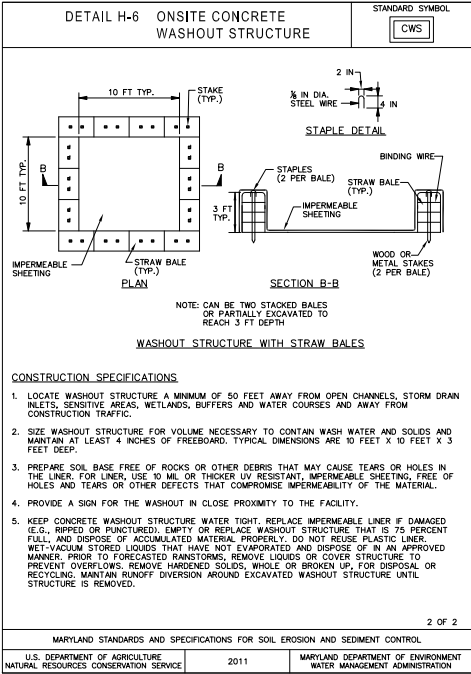 DETAIL H-6 ONSITE CONCRETE
WASHOUT STRUCTURE
STANDARD SYMBOL
CWS
10 FT TYP.
STAKE
(TYP.)
10 FT TYP.
B
B
IMPERMEABLE
SHEETING
STRAW BALE
(TYP.)
PLAN
2 IN
⅛ IN DIA.
STEEL WIRE
4 IN
STAPLE DETAIL
BINDING WIRE
STAPLES
(2 PER BALE)
STRAW BALE
(TYP.)
3 FT
TYP.
IMPERMEABLE
SHEETING
WOOD OR
METAL STAKES
(2 PER BALE)
SECTION B-B
NOTE: CAN BE TWO STACKED BALES
OR PARTIALLY EXCAVATED TO
REACH 3 FT DEPTH
WASHOUT STRUCTURE WITH STRAW BALES
CONSTRUCTION SPECIFICATIONS
1. LOCATE WASHOUT STRUCTURE A MINIMUM OF 50 FEET AWAY FROM OPEN CHANNELS, STORM DRAIN
INLETS, SENSITIVE AREAS, WETLANDS, BUFFERS AND WATER COURSES AND AWAY FROM
CONSTRUCTION TRAFFIC.
2. SIZE WASHOUT STRUCTURE FOR VOLUME NECESSARY TO CONTAIN WASH WATER AND SOLIDS AND
MAINTAIN AT LEAST 4 INCHES OF FREEBOARD. TYPICAL DIMENSIONS ARE 10 FEET X 10 FEET X 3
FEET DEEP.
3. PREPARE SOIL BASE FREE OF ROCKS OR OTHER DEBRIS THAT MAY CAUSE TEARS OR HOLES IN
THE LINER. FOR LINER, USE 10 MIL OR THICKER UV RESISTANT, IMPERMEABLE SHEETING, FREE OF
HOLES AND TEARS OR OTHER DEFECTS THAT COMPROMISE IMPERMEABILITY OF THE MATERIAL.
4. PROVIDE A SIGN FOR THE WASHOUT IN CLOSE PROXIMITY TO THE FACILITY.
5. KEEP CONCRETE WASHOUT STRUCTURE WATER TIGHT. REPLACE IMPERMEABLE LINER IF DAMAGED
(E.G., RIPPED OR PUNCTURED). EMPTY OR REPLACE WASHOUT STRUCTURE THAT IS 75 PERCENT
FULL, AND DISPOSE OF ACCUMULATED MATERIAL PROPERLY. DO NOT REUSE PLASTIC LINER.
WET-VACUUM STORED LIQUIDS THAT HAVE NOT EVAPORATED AND DISPOSE OF IN AN APPROVED
MANNER. PRIOR TO FORECASTED RAINSTORMS, REMOVE LIQUIDS OR COVER STRUCTURE TO
PREVENT OVERFLOWS. REMOVE HARDENED SOLIDS, WHOLE OR BROKEN UP, FOR DISPOSAL OR
RECYCLING. MAINTAIN RUNOFF DIVERSION AROUND EXCAVATED WASHOUT STRUCTURE UNTIL
STRUCTURE IS REMOVED.
2 OF 2
MARYLAND STANDARDS AND SPECIFICATIONS FOR SOIL EROSION AND SEDIMENT CONTROL
U.S. DEPARTMENT OF AGRICULTURE
NATURAL RESOURCES CONSERVATION SERVICE
2011
MARYLAND DEPARTMENT OF ENVIRONMENT
WATER MANAGEMENT ADMINISTRATION